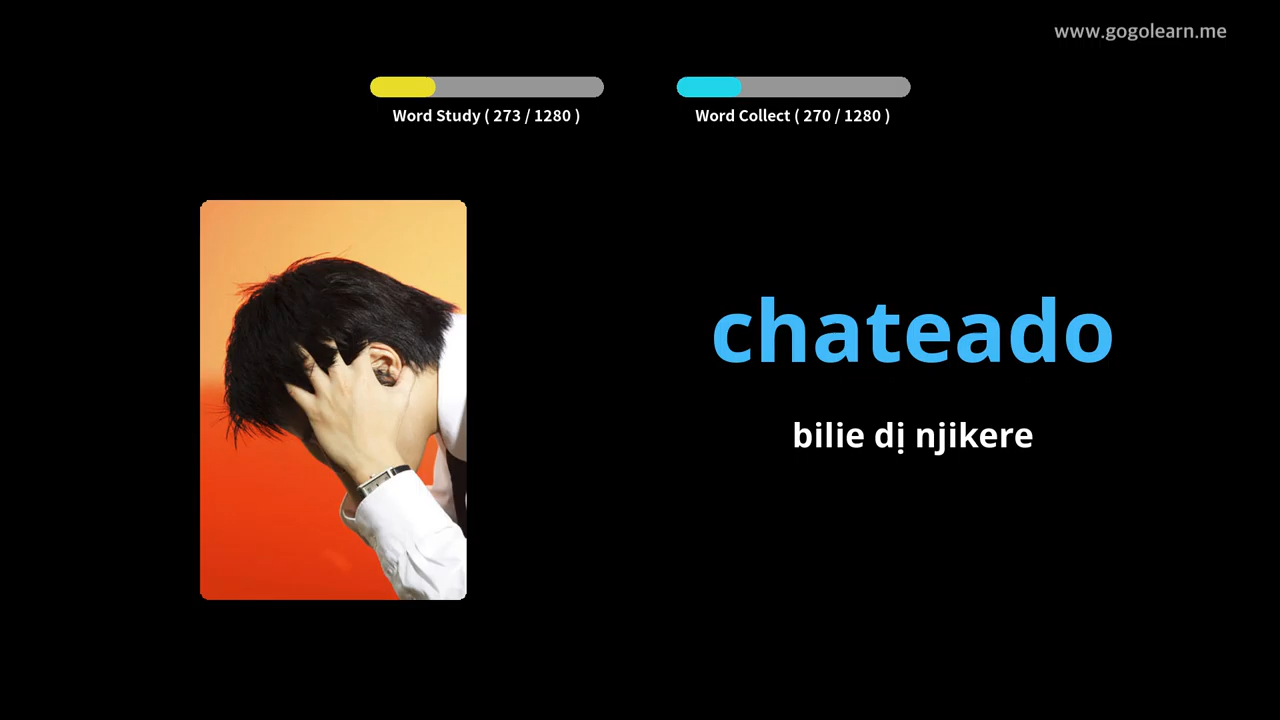 www.gogolearn.me
Word Study ( 273 / 1280 )
Word Collect ( 270 / 1280 )
chateado
bilie dị njikere